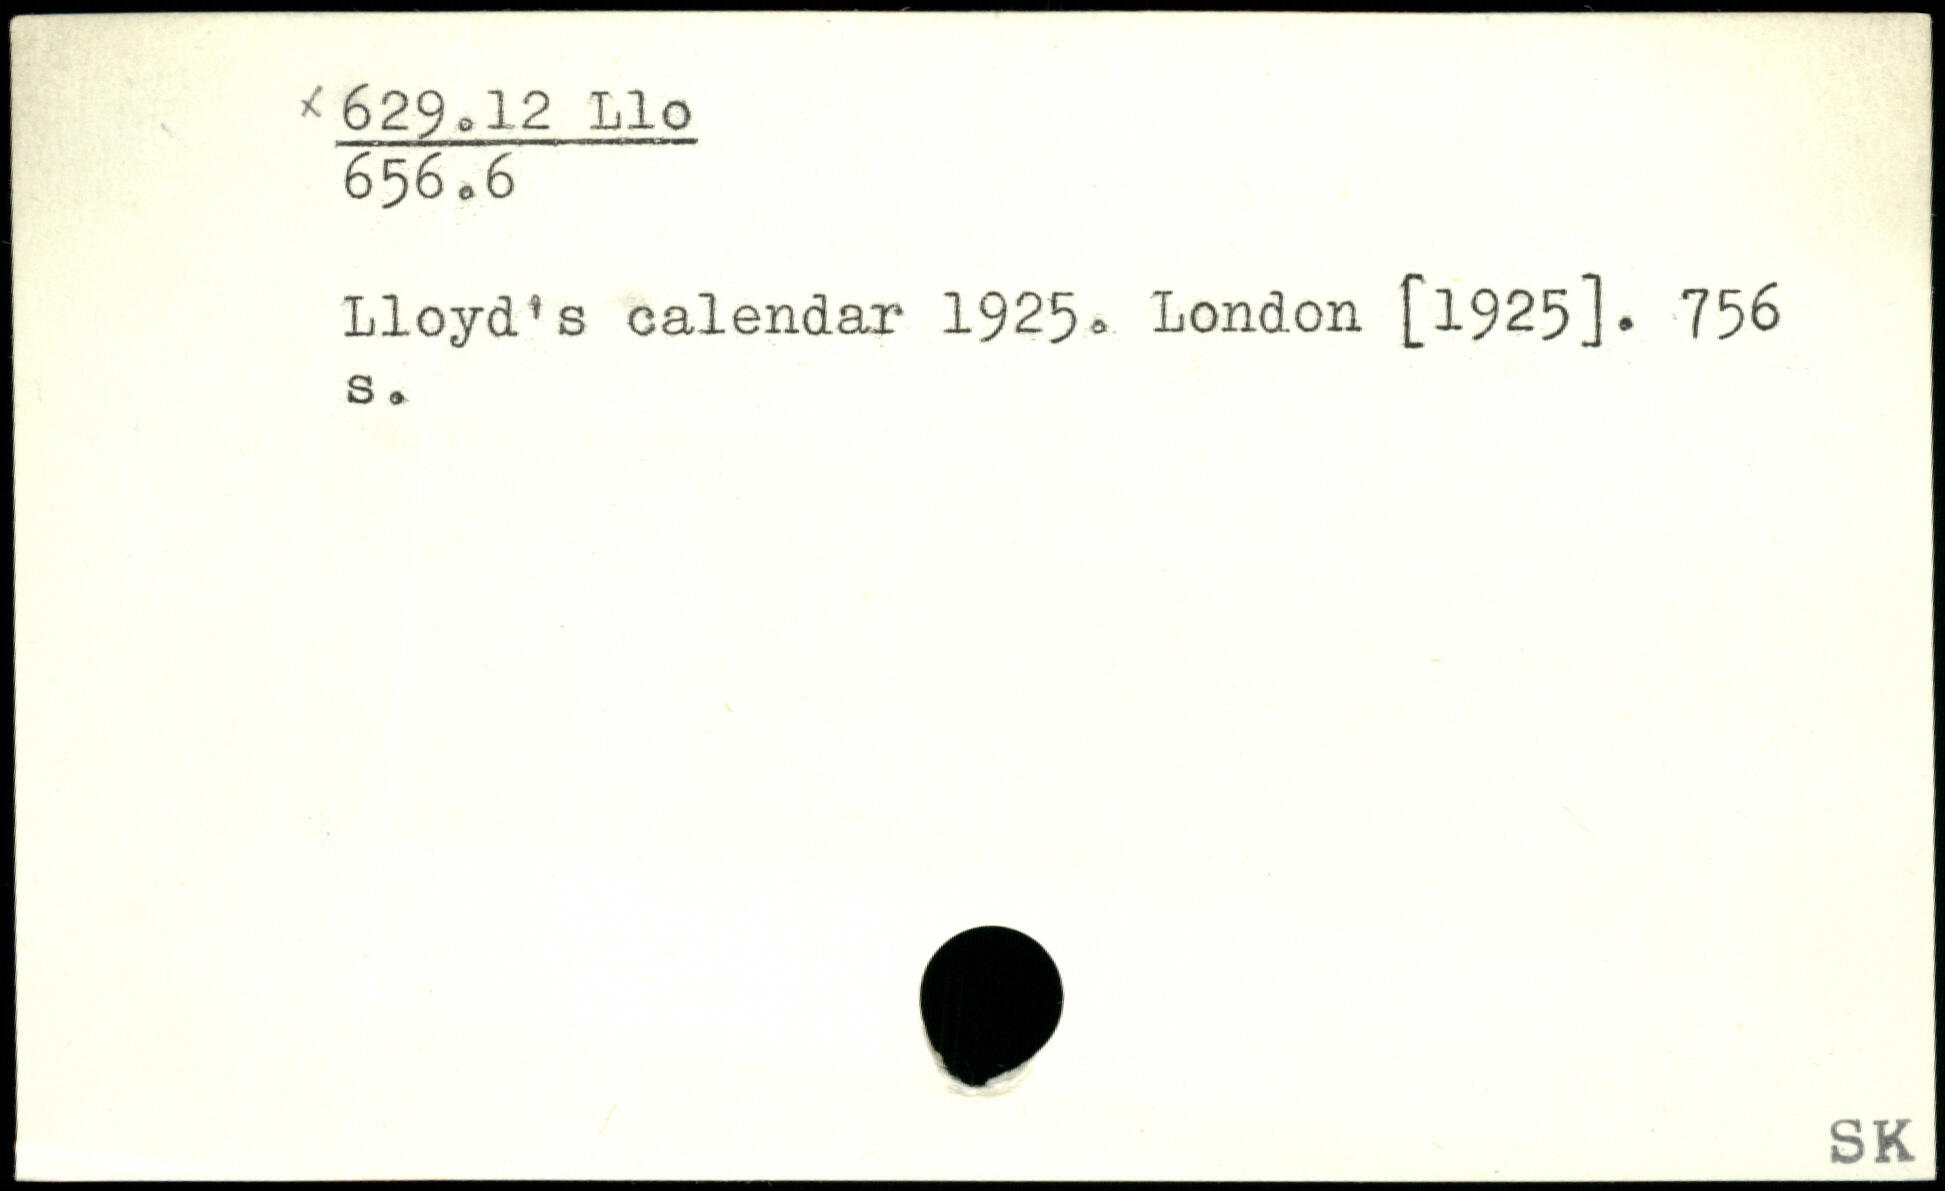 x 629.12 Llo
656.6
Lloyd's calendar 1925. London [1925]. 756
s.
SK